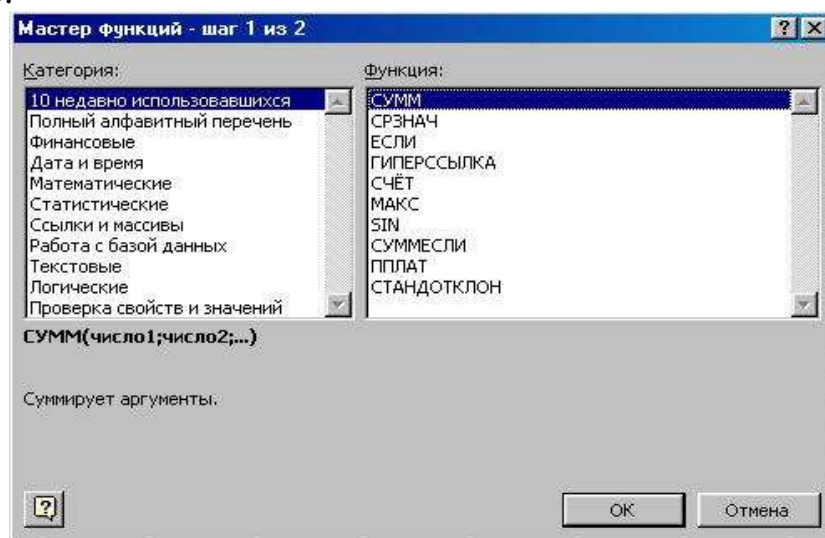 Мастер функций - шаг 1 из 2
Категория:
Функция:
10 недавно использовавшихся
Полный алфавитный перечень
Финансовые
Дата и время
Математические
Статистические
Ссылки и массивы
Работа с базой данных
Текстовые
Логические
Проверка свойств и значений
СУММ
СРЗНАЧ
ЕСЛИ
ГИПЕРССЫЛКА
СЧЁТ
МАКС
SIN
СУММЕСЛИ
ППЛАТ
СТАНДОТКЛОН
СУММ(число1;число2;...)
Суммирует аргументы.
ОК
Отмена